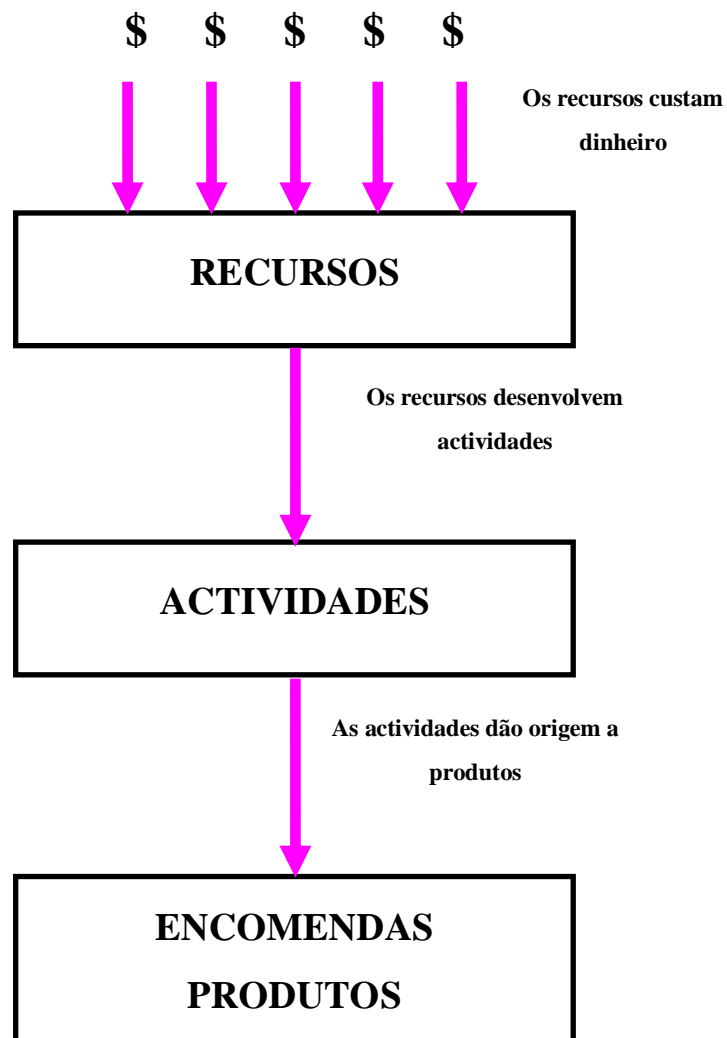 $ $ $ $ $
Os recursos custam
dinheiro
RECURSOS
Os recursos desenvolvem
actividades
ACTIVIDADES
As actividades dão origem a
produtos
ENCOMENDAS
PRODUTOS